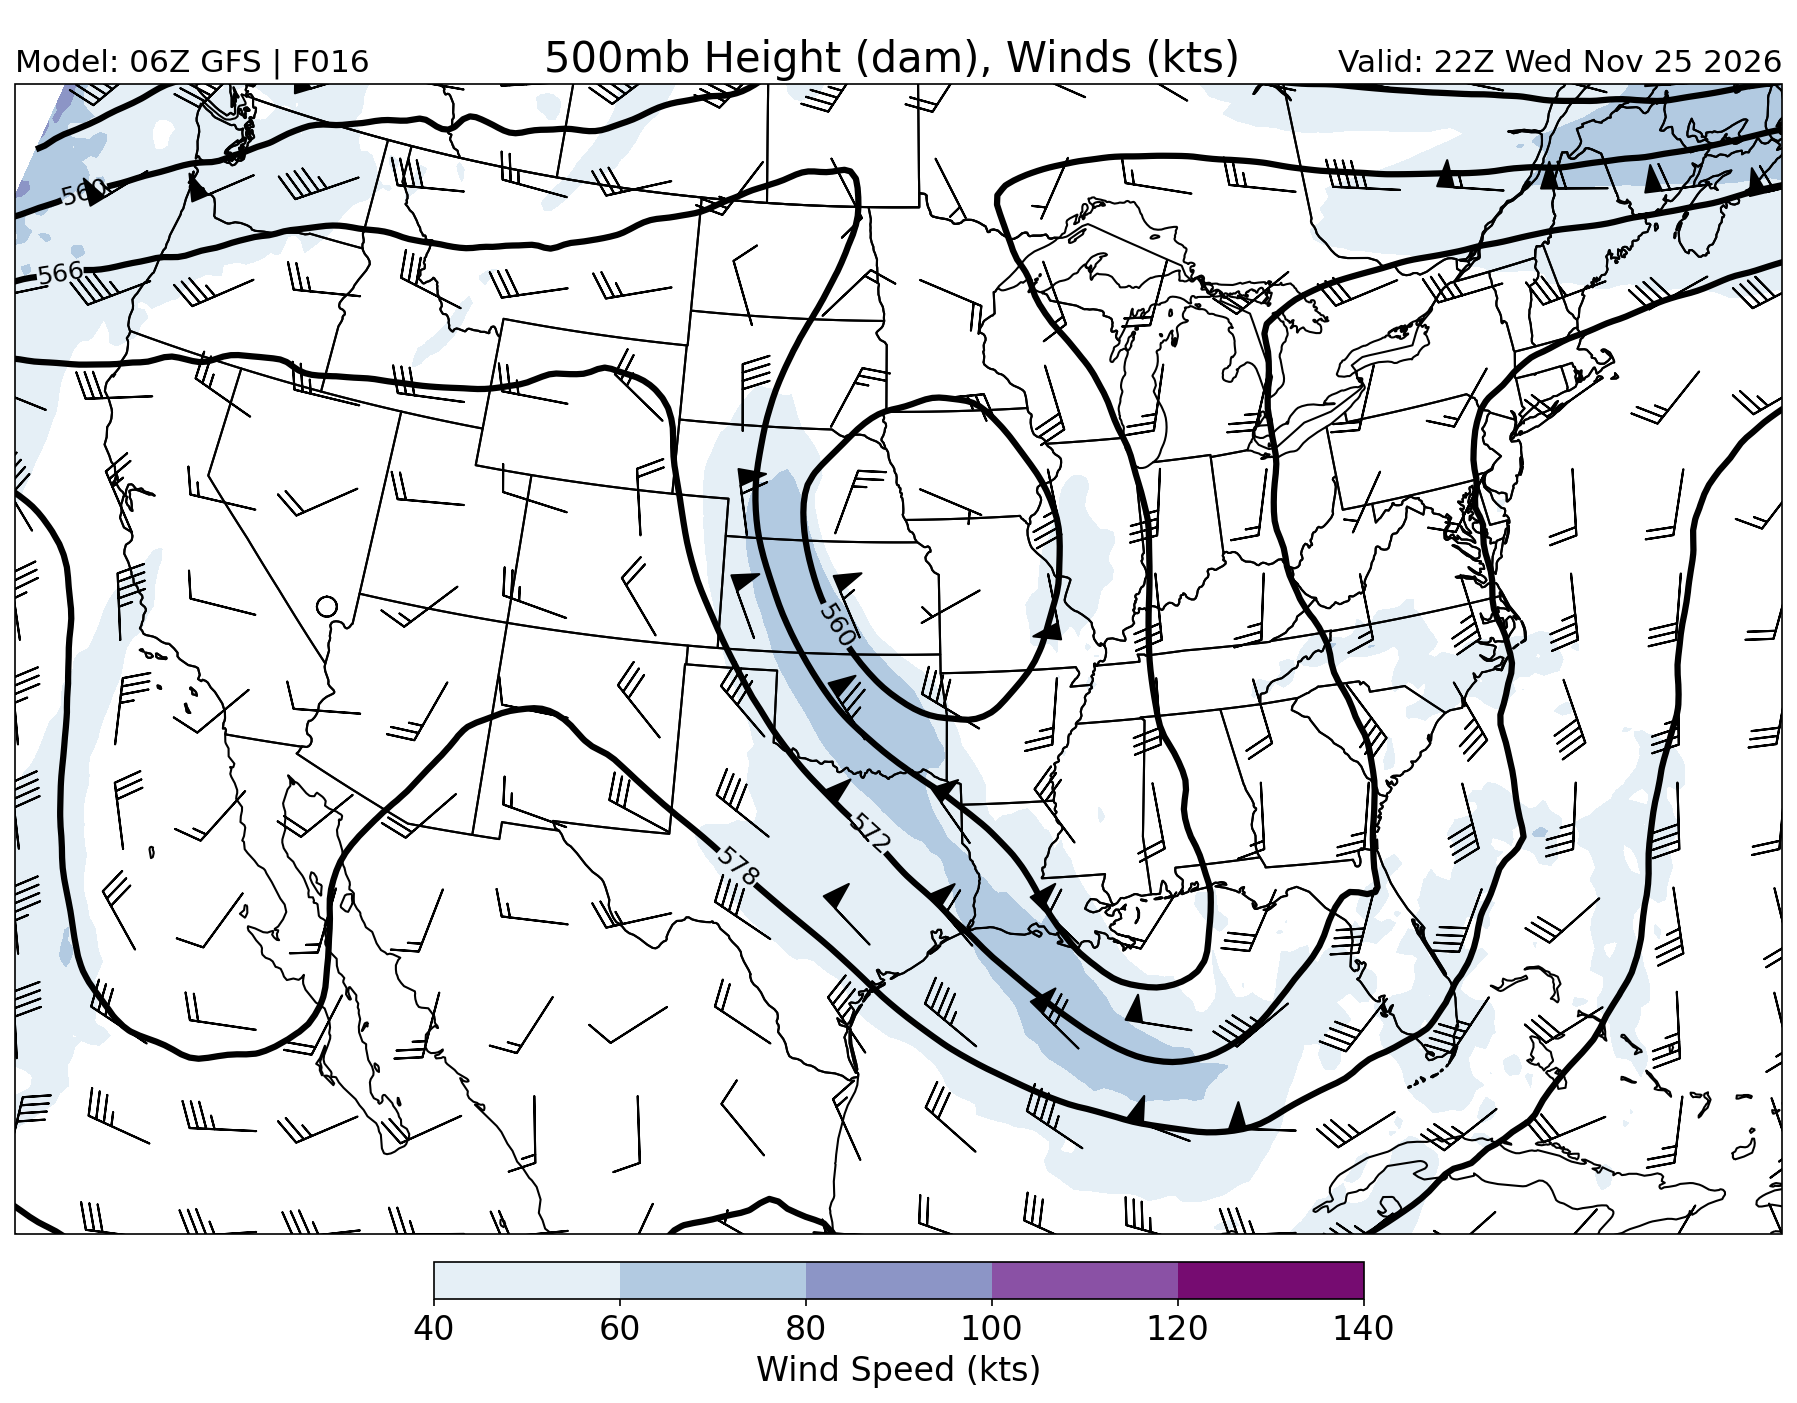 Model: 06Z GFS | F016
500mb Height (dam), Winds (kts)
Valid: 22Z Wed Nov 25 2026
560
566
560
572
578
40 60 80 100 120 140
Wind Speed (kts)